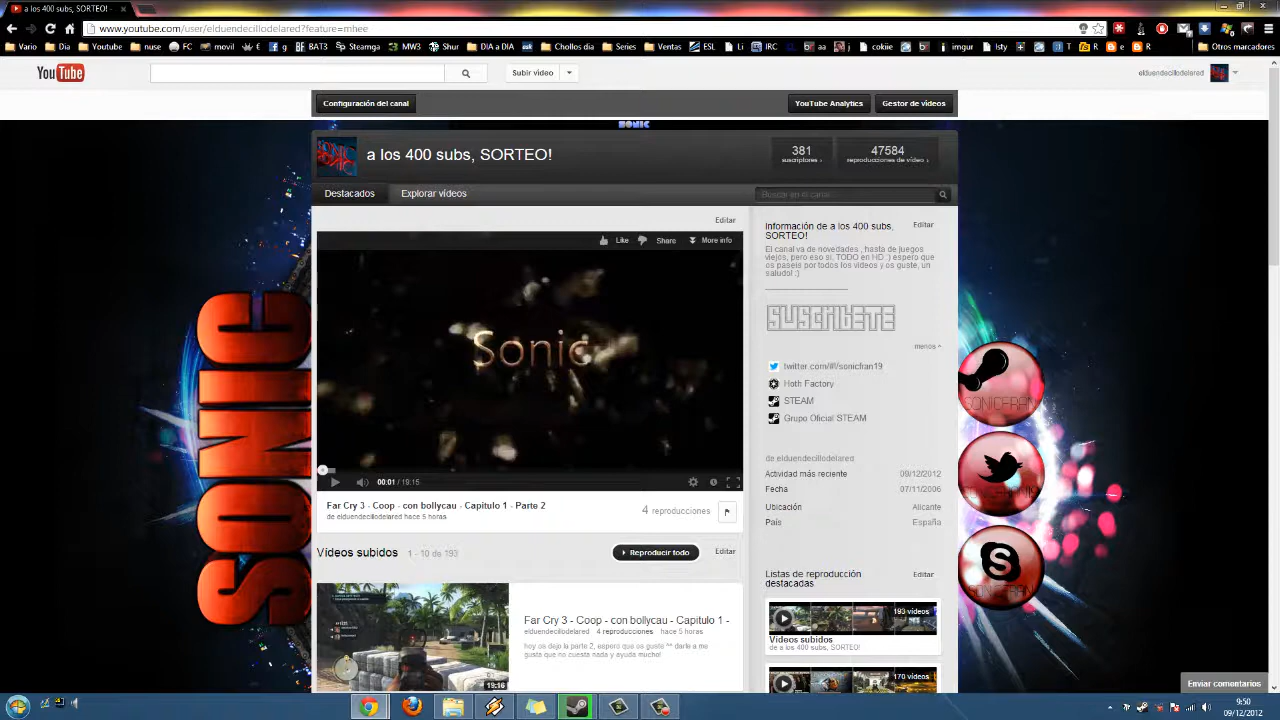 a los 400 subs, SORTEO! -
www.youtube.com/user/elduendecillodelared?feature=mhee
Vario Dia Youtube nuse FC movil €. BF BAT3 Steamga MW3 Shur DIA a DIA Chollos dia Series Ventas ESL LI IRC aa cokiie b imgur Isty T R e R Otros marcadores
YouTube Subir vídeo elduendecillodelared
Configuración del canal YouTube Analytics Gestor de vídeos
SONIC
a los 400 subs, SORTEO!
381 47584
suscriptores › reproducciones de vídeo ›
Destacados Explorar vídeos Buscar en lo canal
Editar
Like Share More info
Sonic
00:01 / 19:15
Far Cry 3 - Coop - con bollycau - Capitulo 1 - Parte 2
de elduendecillodelared hace 5 horas
4 reproducciones
Vídeos subidos 1 - 10 de 193 Reproducir todo Editar
Far Cry 3 - Coop - con bollycau - Capitulo 1 -
elduendecillodelared 4 reproducciones hace 5 horas
hoy os dejo la parte 2, espero que os guste ^^ darle a me
gusta que no cuesta nada y ayuda mucho!
19:16
Información de a los 400 subs,
SORTEO!
Editar
El canal va de novedades , hasta de juegos
viejos, pero eso si, TODO en HD :) espero que
os paseis por todos los videos y os guste, un
saludo! :)
SUSCRIBETE
menos ^
twitter.com/#!/sonicfran19
Hoth Factory
STEAM
Grupo Oficial STEAM
de elduendecillodelared
Actividad más reciente 09/12/2012
Fecha 07/11/2006
Ubicación Alicante
País España
Listas de reproducción
destacadas
Editar
193 vídeos
Vídeos subidos
de a los 400 subs, SORTEO!
170 vídeos
SONIC
SONICFRAN
SONICFRAN
Enviar comentarios
9:50
09/12/2012